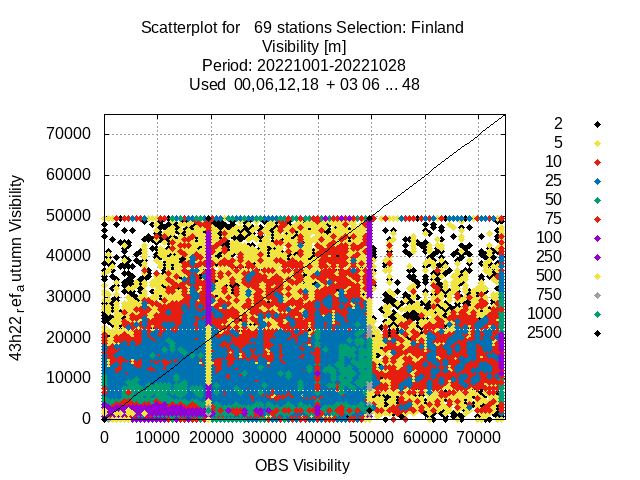 Scatterplot for   69 stations Selection: Finland
Visibility [m]
Period: 20221001-20221028
Used  00,06,12,18  + 03 06 ... 48
43h22ᵣefₐutumn Visibility
70000
60000
50000
40000
30000
20000
10000
0
0 10000 20000 30000 40000 50000 60000 70000
OBS Visibility
2
5
10
25
50
75
100
250
500
750
1000
2500